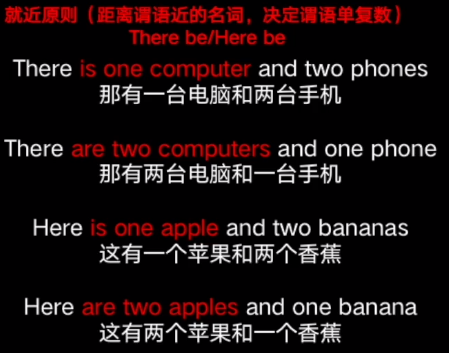 就近原则（距离谓语近的名词，决定谓语单复数）
There be/Here be
There is one computer and two phones
那有一台电脑和两台手机
There are two computers and one phone
那有两台电脑和一台手机
Here is one apple and two bananas
这有一个苹果和两个香蕉
Here are two apples and one banana
这有两个苹果和一个香蕉